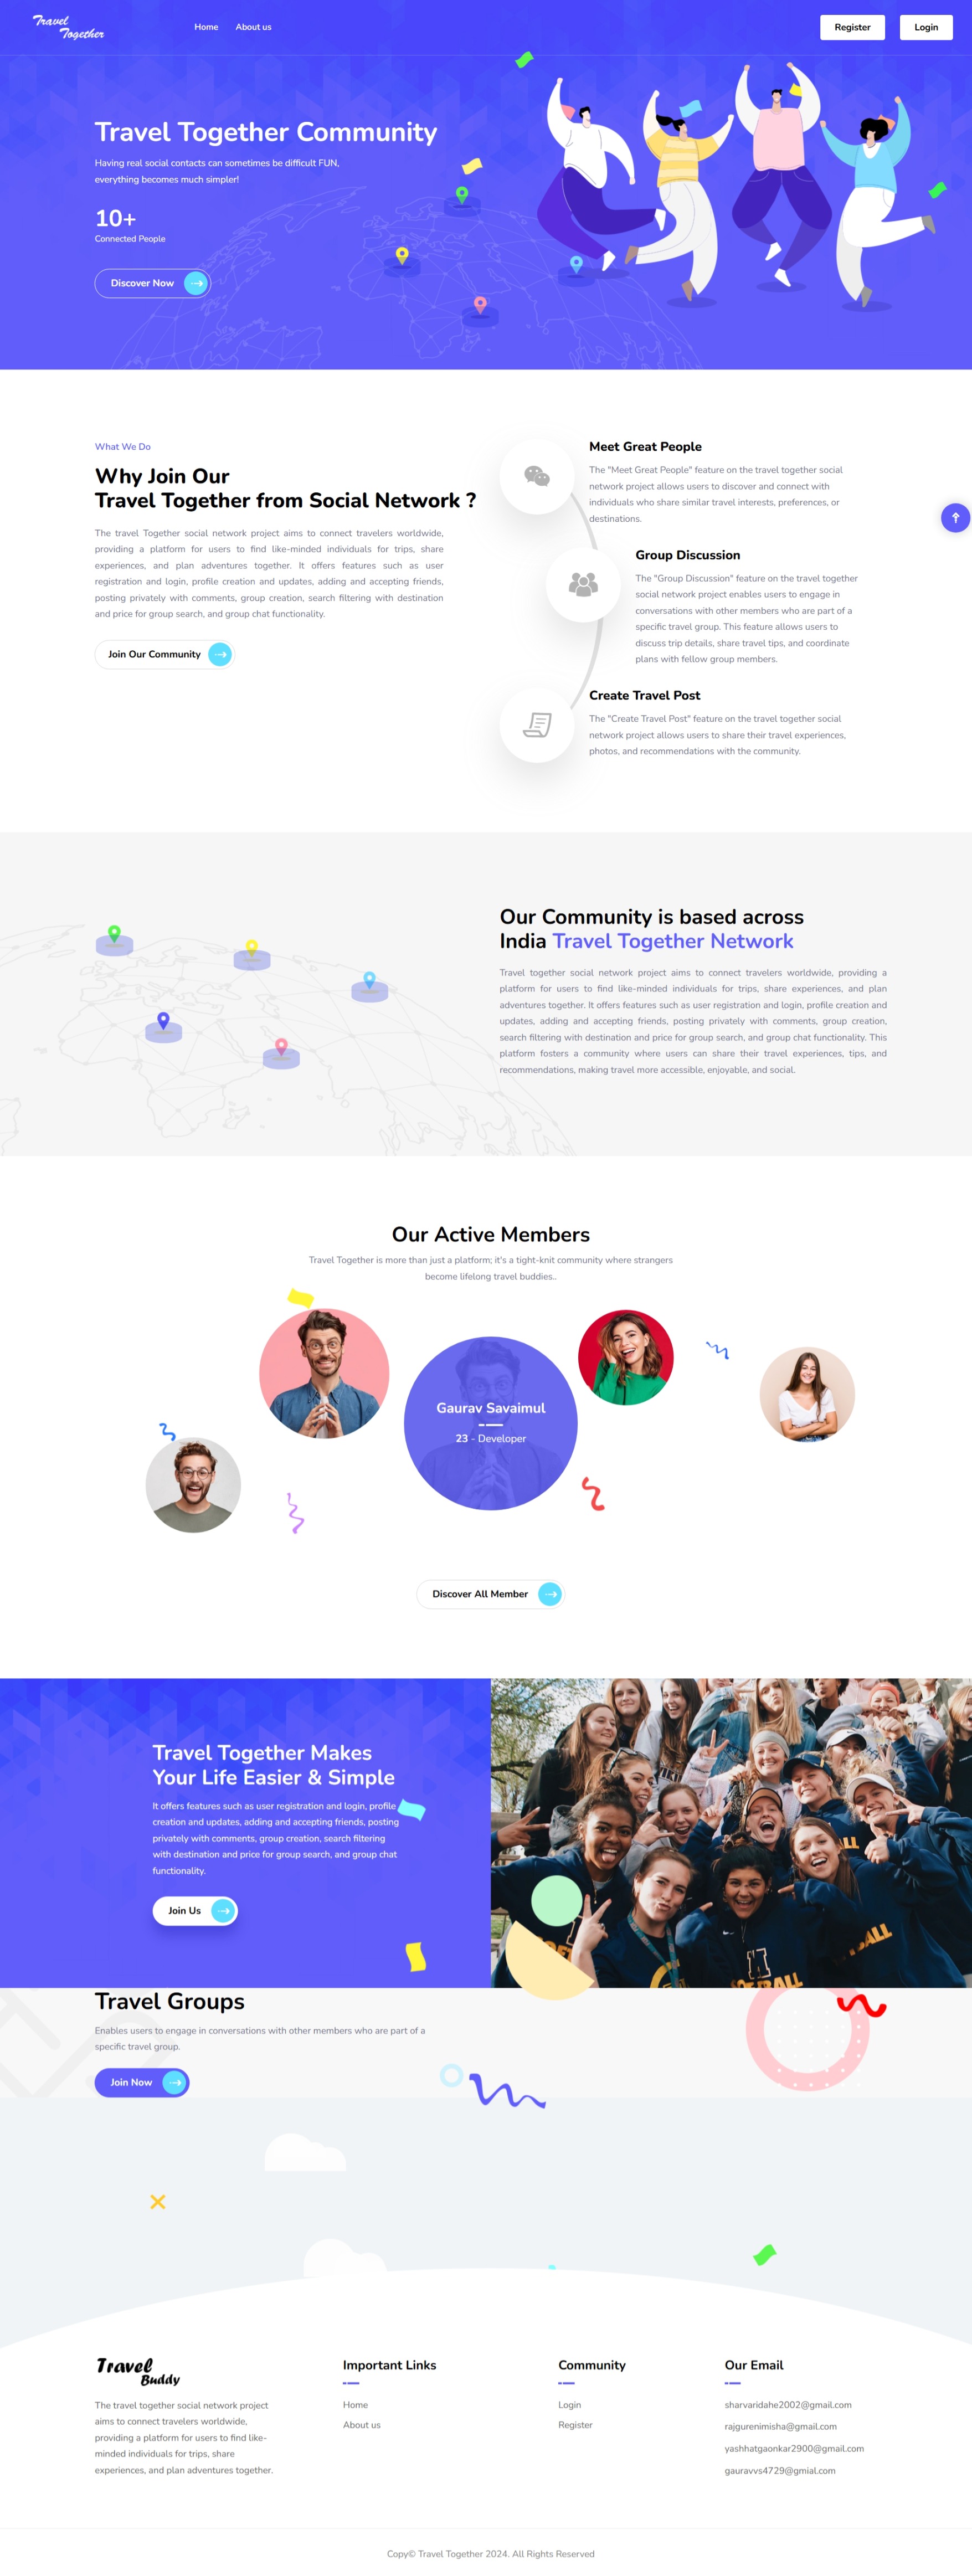 Travel
Together
Home
About us
Register
Login
Travel Together Community
Having real social contacts can sometimes be difficult FUN,
everything becomes much simpler!
10+
Connected People
Discover Now
What We Do
Why Join Our
Travel Together from Social Network ?
The travel Together social network project aims to connect travelers worldwide,
providing a platform for users to find like-minded individuals for trips, share
experiences, and plan adventures together. It offers features such as user
registration and login, profile creation and updates, adding and accepting friends,
posting privately with comments, group creation, search filtering with destination
and price for group search, and group chat functionality.
Join Our Community
Meet Great People
The "Meet Great People" feature on the travel together social
network project allows users to discover and connect with
individuals who share similar travel interests, preferences, or
destinations.
Group Discussion
The "Group Discussion" feature on the travel together
social network project enables users to engage in
conversations with other members who are part of a
specific travel group. This feature allows users to
discuss trip details, share travel tips, and coordinate
plans with fellow group members.
Create Travel Post
The "Create Travel Post" feature on the travel together social
network project allows users to share their travel experiences,
photos, and recommendations with the community.
Our Community is based across
India Travel Together Network
Travel together social network project aims to connect travelers worldwide, providing a
platform for users to find like-minded individuals for trips, share experiences, and plan
adventures together. It offers features such as user registration and login, profile creation and
updates, adding and accepting friends, posting privately with comments, group creation,
search filtering with destination and price for group search, and group chat functionality. This
platform fosters a community where users can share their travel experiences, tips, and
recommendations, making travel more accessible, enjoyable, and social.
Our Active Members
Travel Together is more than just a platform; it's a tight-knit community where strangers
become lifelong travel buddies..
Gaurav Savaimul
23 - Developer
Discover All Member
Travel Together Makes
Your Life Easier & Simple
It offers features such as user registration and login, profile
creation and updates, adding and accepting friends, posting
privately with comments, group creation, search filtering
with destination and price for group search, and group chat
functionality.
Join Us
Travel Groups
Enables users to engage in conversations with other members who are part of a
specific travel group.
Join Now
Travel
Buddy
The travel together social network project
aims to connect travelers worldwide,
providing a platform for users to find like-
minded individuals for trips, share
experiences, and plan adventures together.
Important Links
Home
About us
Community
Login
Register
Our Email
sharvaridahe2002@gmail.com
rajgurenimisha@gmail.com
yashhatgaonkar2900@gmail.com
gauravvs4729@gmial.com
Copy© Travel Together 2024. All Rights Reserved